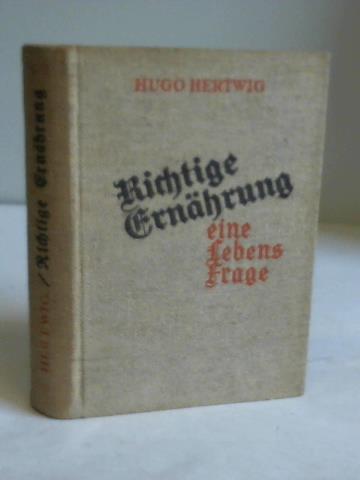 HUGO HERTWIG
Richtige
Ernährung
eine
Lebens
Frage
HERTWIG / Richtige Ernährung